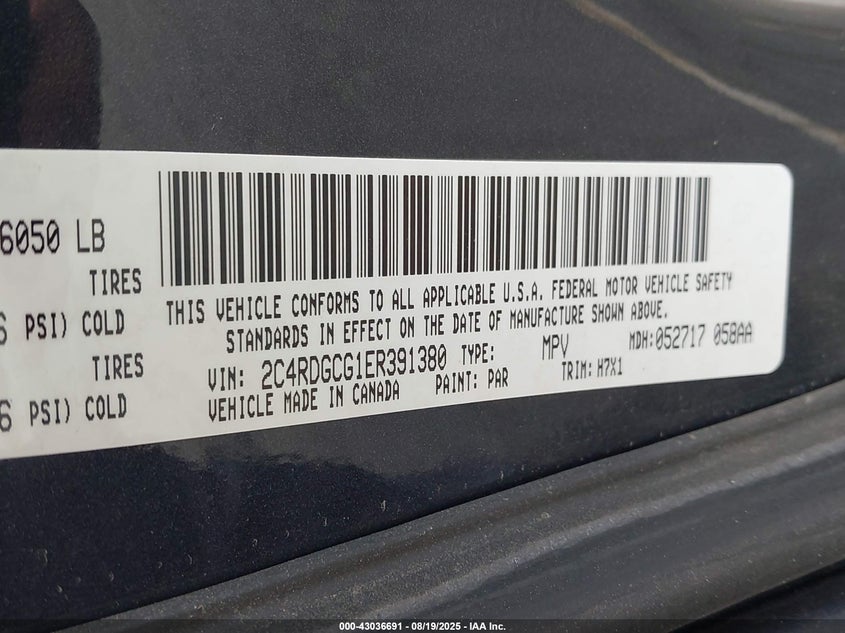 6050 LB
TIRES
PSI) COLD
TIRES
PSI) COLD
THIS VEHICLE CONFORMS TO ALL APPLICABLE U.S.A. FEDERAL MOTOR VEHICLE SAFETY
STANDARDS IN EFFECT ON THE DATE OF MANUFACTURE SHOWN ABOVE.
VIN: 2C4RDGCG1ER391380 TYPE: MPV MDH:052717 058AA
VEHICLE MADE IN CANADA PAINT: PAR TRIM: H7X1
000-43036691 - 08/19/2025 - IAA Inc.